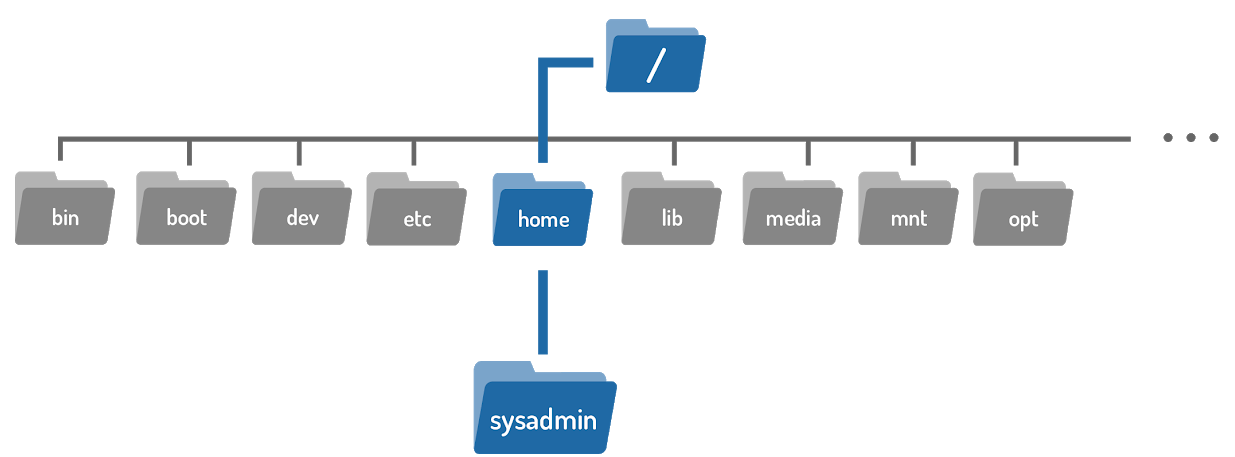 /
bin
boot
dev
etc
home
lib
media
mnt
opt
sysadmin